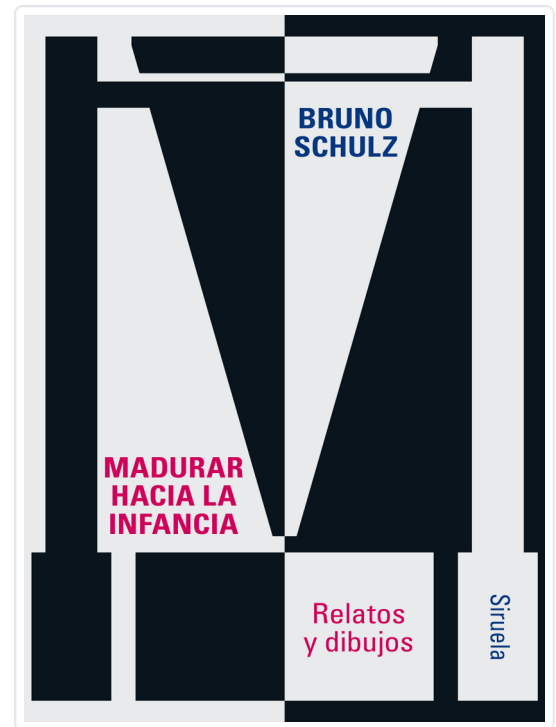 BRUNO
SCHULZ
MADURAR
HACIA LA
INFANCIA
Relatos
y dibujos
Siruela